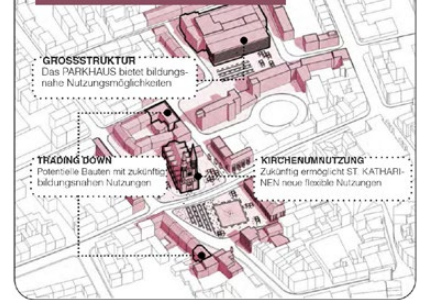 GROSSSTRUKTUR
Das PARKHAUS bietet bildungs-
nahe Nutzungsmöglichkeiten
TRADING DOWN
Potentielle Bauten mit zukünftig
bildungsnahen Nutzungen
KIRCHENUMNUTZUNG
Zukünftig ermöglicht ST. KATHARI-
NEN neue flexible Nutzungen